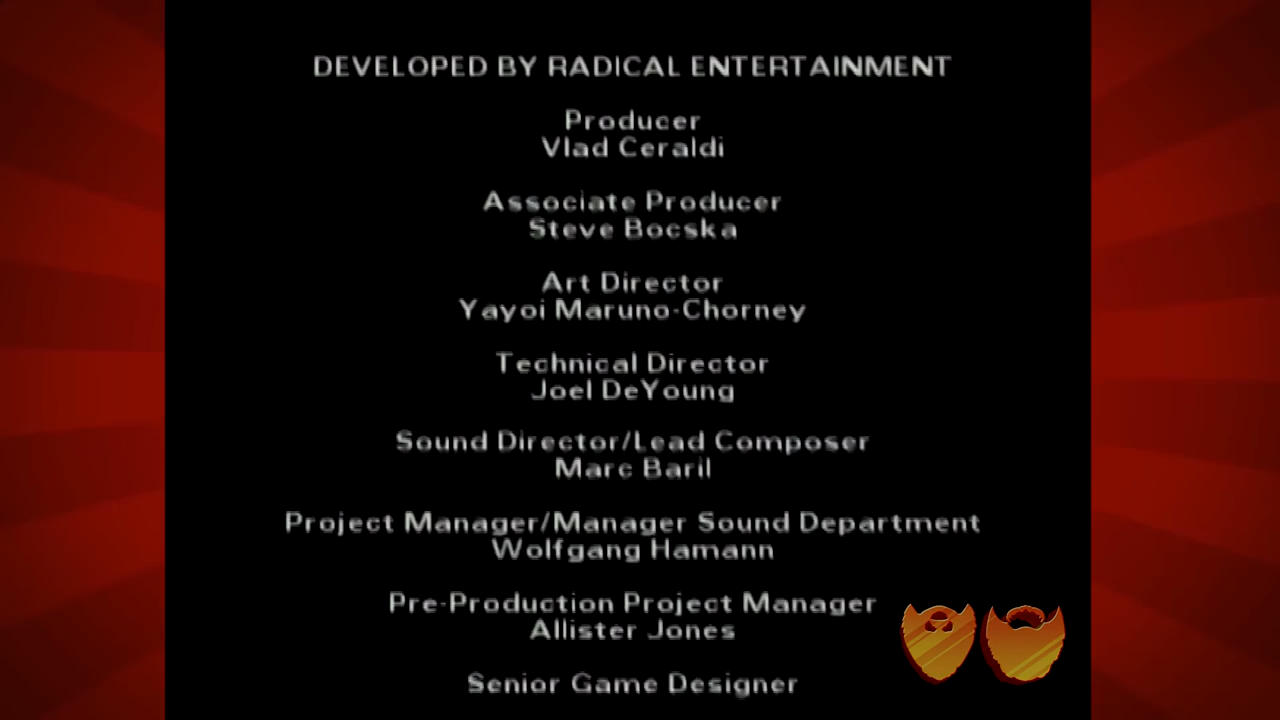 DEVELOPED BY RADICAL ENTERTAINMENT
Producer
Vlad Ceraldi
Associate Producer
Steve Bocska
Art Director
Yayoi Maruno-Chorney
Technical Director
Joel DeYoung
Sound Director/Lead Composer
Marc Baril
Project Manager/Manager Sound Department
Wolfgang Hamann
Pre-Production Project Manager
Allister Jones
Senior Game Designer